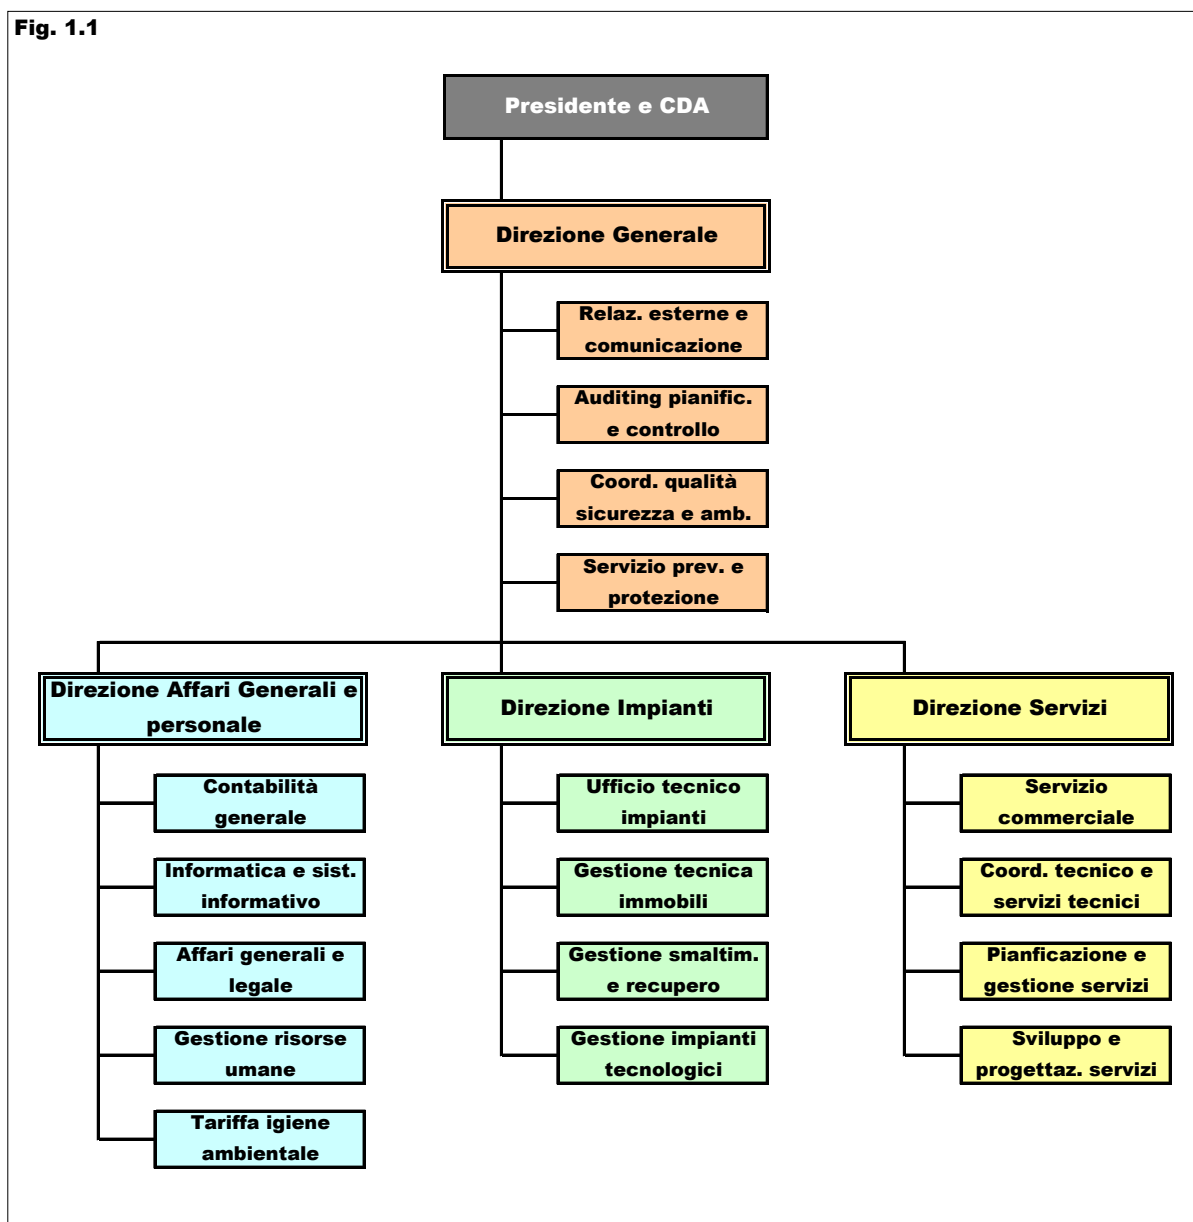 Fig. 1.1
Presidente e CDA
Direzione Generale
Relaz. esterne e
comunicazione
Auditing pianific.
e controllo
Coord. qualità
sicurezza e amb.
Servizio prev. e
protezione
Direzione Affari Generali e
personale
Contabilità
generale
Informatica e sist.
informativo
Affari generali e
legale
Gestione risorse
umane
Tariffa igiene
ambientale
Direzione Impianti
Ufficio tecnico
impianti
Gestione tecnica
immobili
Gestione smaltim.
e recupero
Gestione impianti
tecnologici
Direzione Servizi
Servizio
commerciale
Coord. tecnico e
servizi tecnici
Pianficazione e
gestione servizi
Sviluppo e
progettaz. servizi